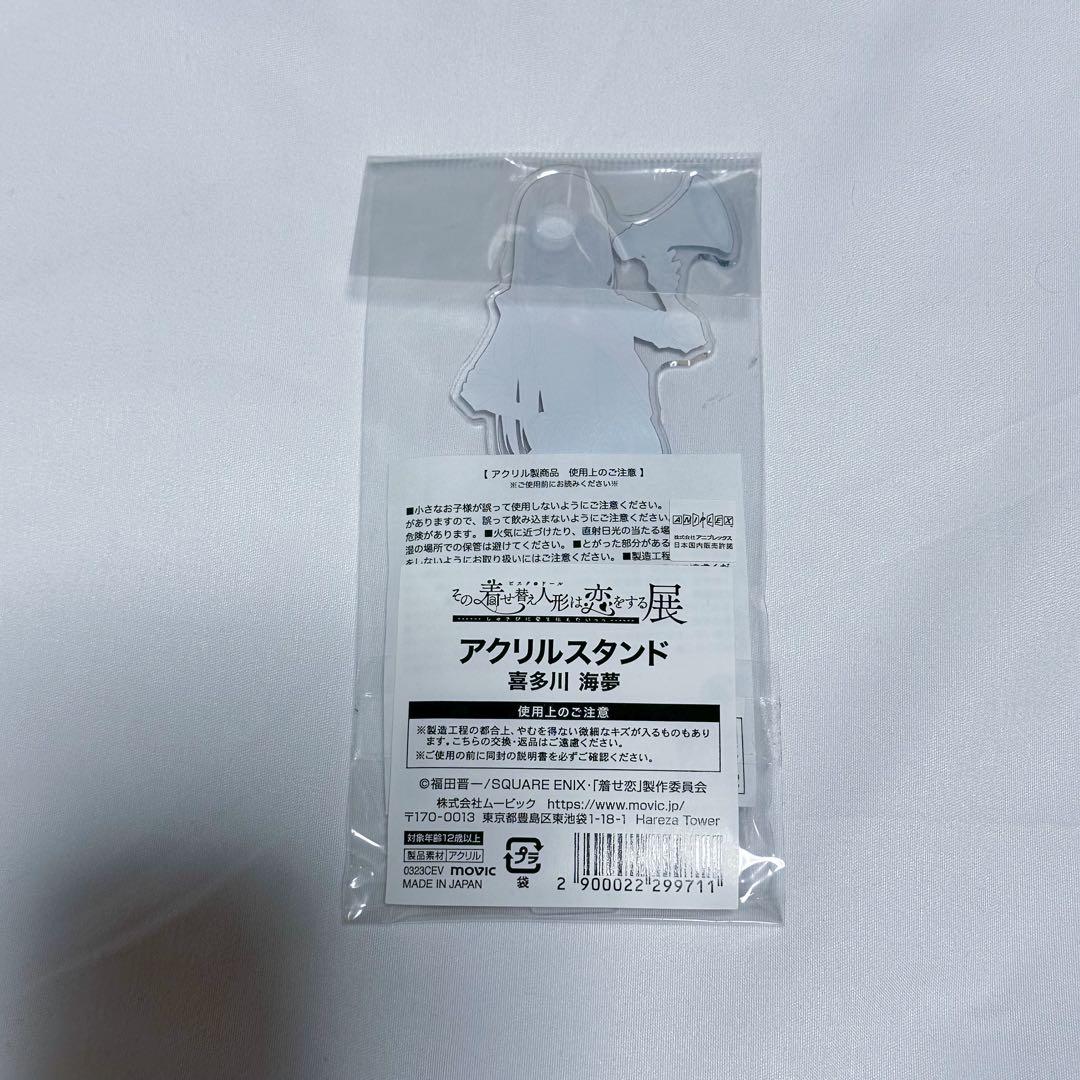 【 アクリル製商品 使用上のご注意 】
※ご使用前にお読みください※
■小さなお子様が誤って使用しないようにご注意ください。
がありますので、誤って飲み込まないようにご注意ください。
危険があります。■火気に近づけたり、直射日光の当たる場
湿の場所での保管は避けてください。■とがった部分がある
をしないようにお取り扱いにはご注意ください。■製造工程
ANIPLEX
株式会社アニプレックス
日本国内販売許諾
ビスク・ドール
その着せ替え人形は恋をする展
アクリルスタンド
喜多川 海夢
使用上のご注意
※製造工程の都合上、やむを得ない微細なキズが入るものもあり
ます。こちらの交換・返品はご遠慮ください。
※ご使用の前に同封の説明書を必ずご確認ください。
©福田晋一/SQUARE ENIX・「着せ恋」製作委員会
株式会社ムービック https://www.movic.jp/
〒170-0013 東京都豊島区東池袋1-18-1 Hareza Tower
対象年齢12歳以上
製品素材 アクリル
0323CEV movic
MADE IN JAPAN
プラ
袋
2 900022 299711